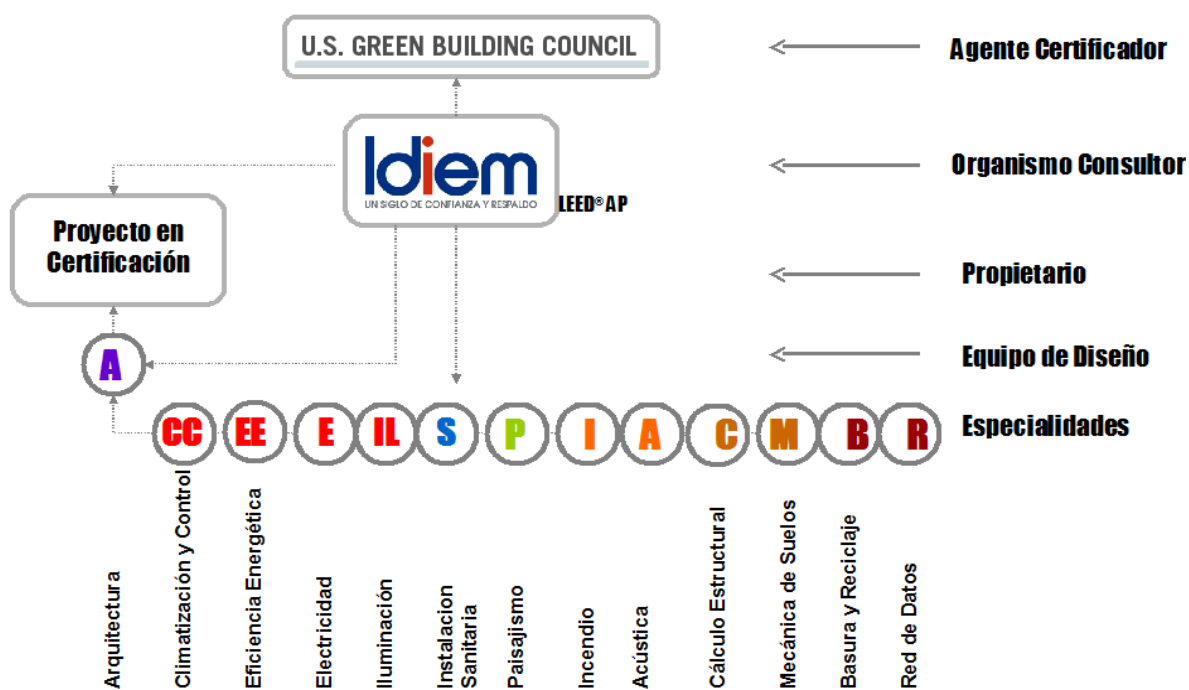 U.S. GREEN BUILDING COUNCIL
Agente Certificador
Idiem
UN SIGLO DE CONFIANZA Y RESPALDO
LEED® AP
Organismo Consultor
Proyecto en
Certificación
Propietario
A
Equipo de Diseño
CC EE E IL S P I A C M B R
Especialidades
Arquitectura
Climatización y Control
Eficiencia Energética
Electricidad
Iluminación
Instalacion
Sanitaria
Paisajismo
Incendio
Acústica
Cálculo Estructural
Mecánica de Suelos
Basura y Reciclaje
Red de Datos